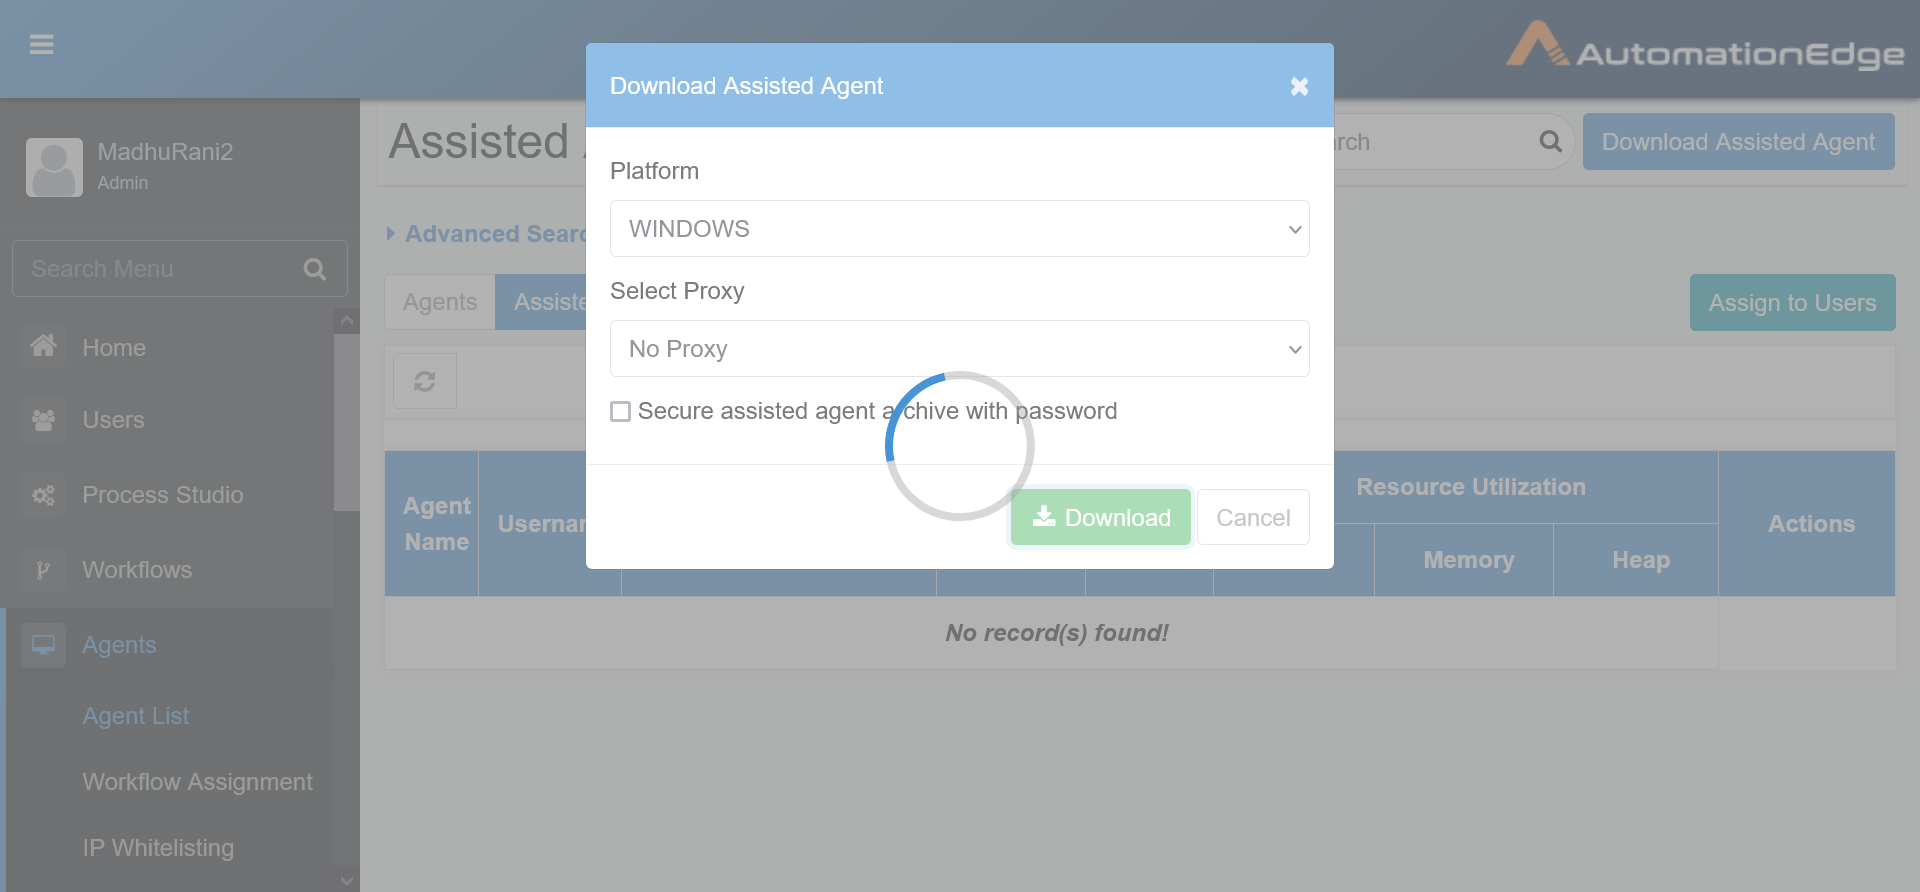 AutomationEdge
Download Assisted Agent
MadhuRani2
Admin
Search Menu
Home
Users
Process Studio
Workflows
Agents
Agent List
Workflow Assignment
IP Whitelisting
Assisted
rch
Download Assisted Agent
Advanced Searc
Agents
Assiste
Assign to Users
Platform
WINDOWS
Select Proxy
No Proxy
Secure assisted agent archive with password
Download
Cancel
Agent
Name
Usernar
Resource Utilization
Actions
Memory
Heap
No record(s) found!